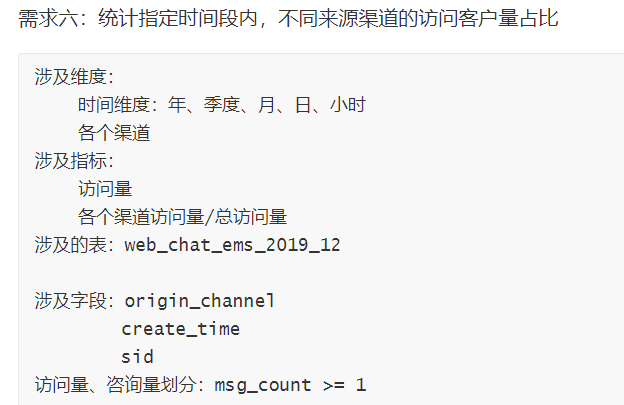 需求六：统计指定时间段内，不同来源渠道的访问客户量占比
涉及维度：
时间维度：年、季度、月、日、小时
各个渠道
涉及指标：
访问量
各个渠道访问量/总访问量
涉及的表：web_chat_ems_2019_12
涉及字段：origin_channel
create_time
sid
访问量、咨询量划分：msg_count >= 1